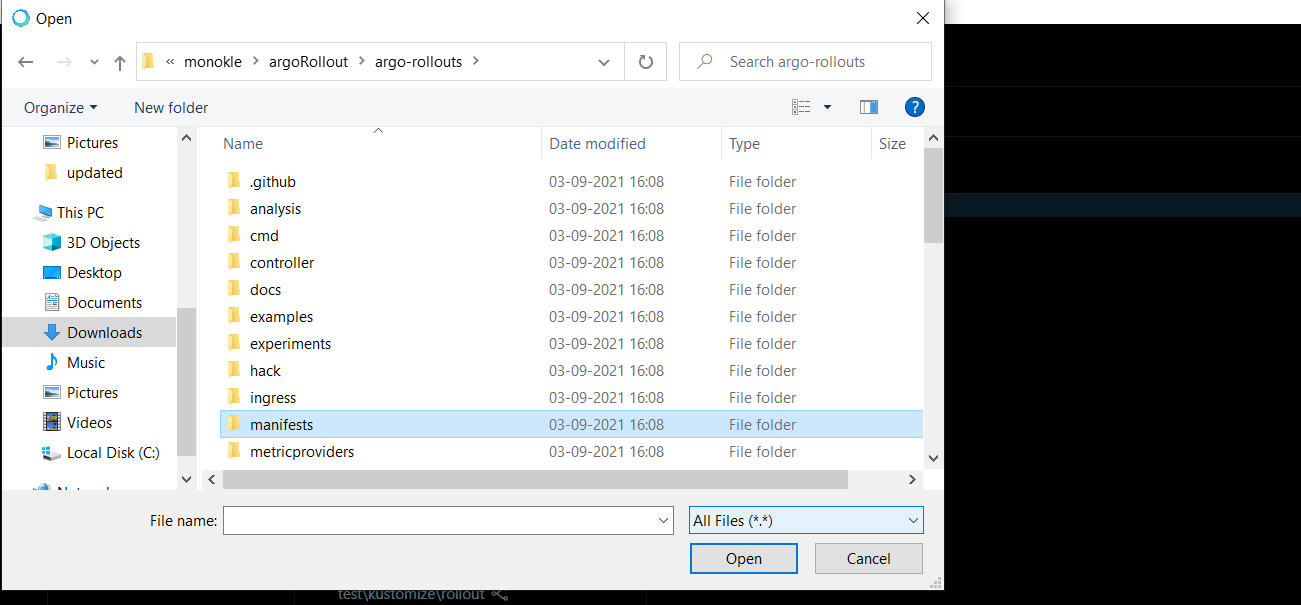 Open
« monokle > argoRollout > argo-rollouts >
Search argo-rollouts
Organize
New folder
?
Pictures
updated
This PC
3D Objects
Desktop
Documents
Downloads
Music
Pictures
Videos
Local Disk (C:)
Name Date modified Type Size
.github 03-09-2021 16:08 File folder
analysis 03-09-2021 16:08 File folder
cmd 03-09-2021 16:08 File folder
controller 03-09-2021 16:08 File folder
docs 03-09-2021 16:08 File folder
examples 03-09-2021 16:08 File folder
experiments 03-09-2021 16:08 File folder
hack 03-09-2021 16:08 File folder
ingress 03-09-2021 16:08 File folder
manifests 03-09-2021 16:08 File folder
metricproviders 03-09-2021 16:08 File folder
File name:
All Files (*.*)
Open
Cancel
test\kustomize\rollout